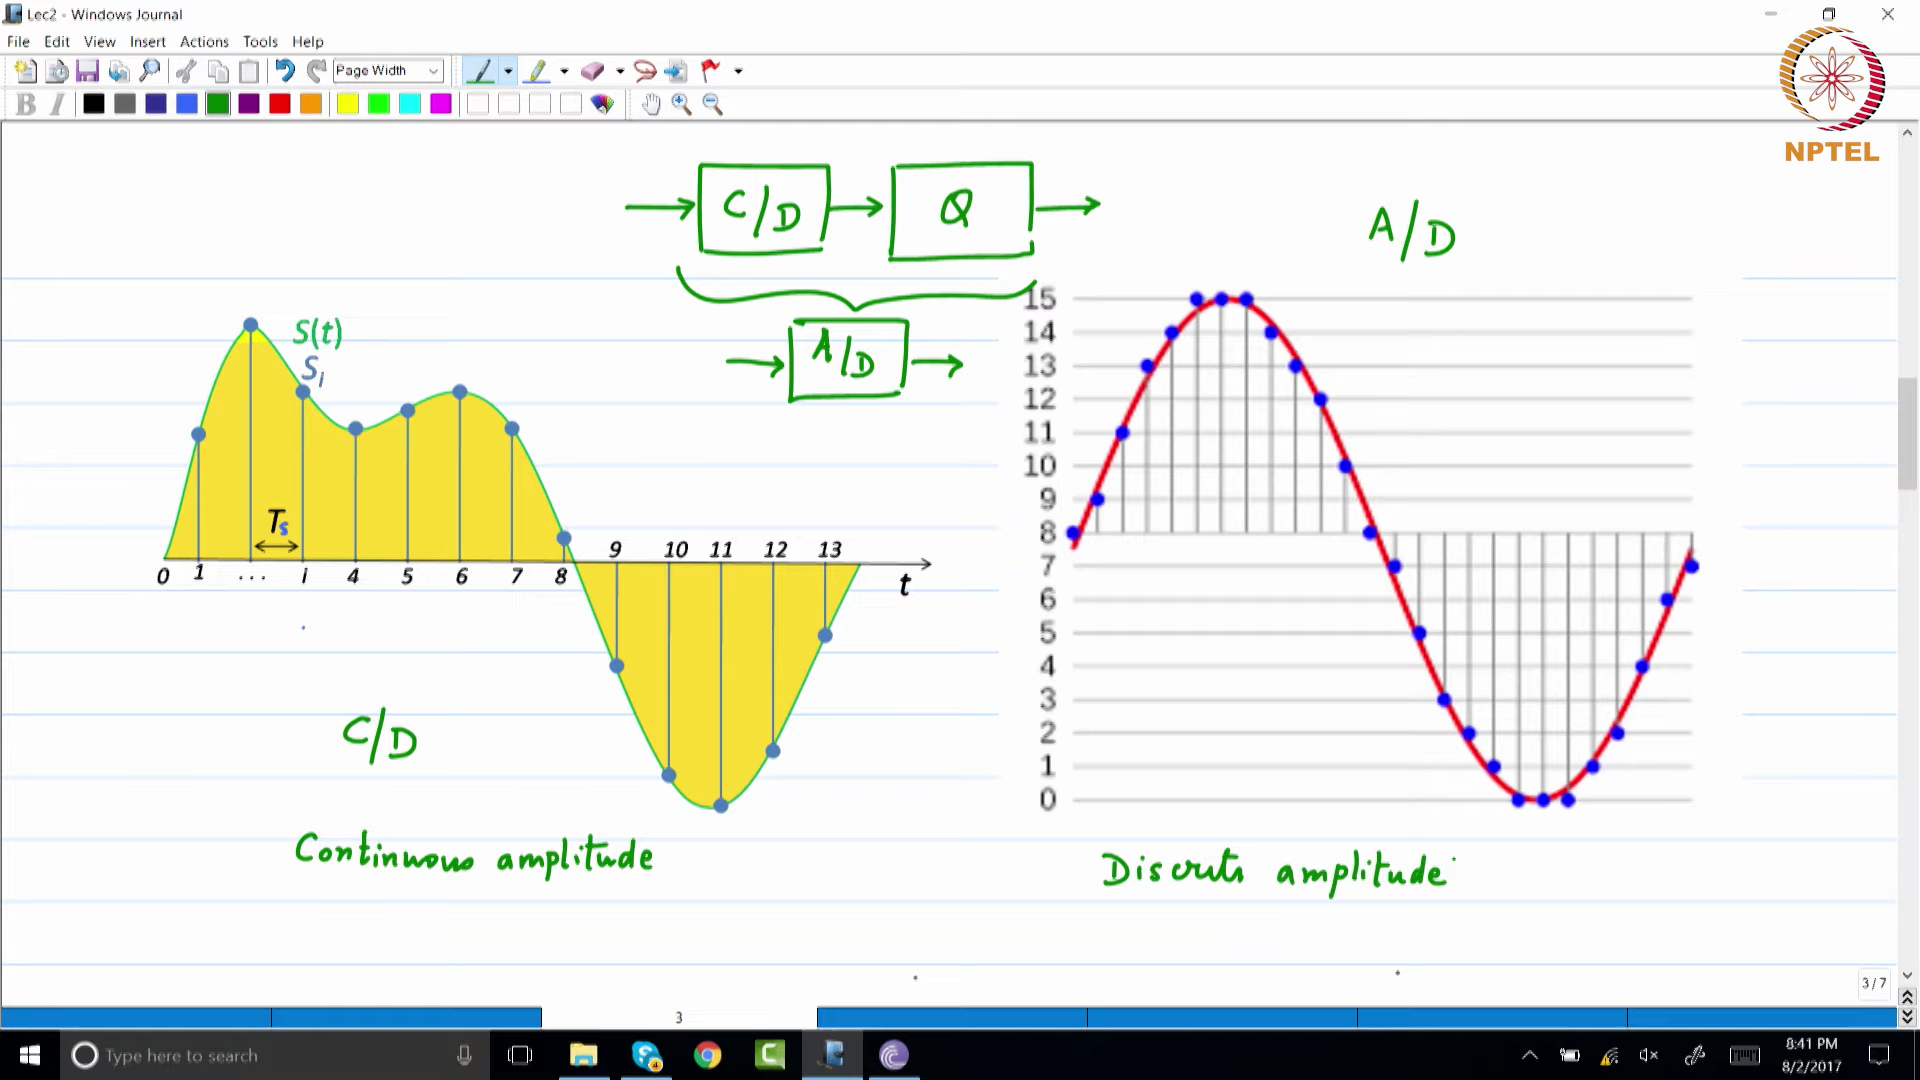 Lec2 - Windows Journal
File Edit View Insert Actions Tools Help
Page Width
B I
NPTEL
C/D Q
A/D
A/D
S(t)
Si
Ts
0 1 ... i 4 5 6 7 8 9 10 11 12 13
t
15
14
13
12
11
10
9
8
7
6
5
4
3
2
1
0
C/D
Continuous amplitude
Discrete amplitude
3 / 7
3
Type here to search
4
8:41 PM
8/2/2017